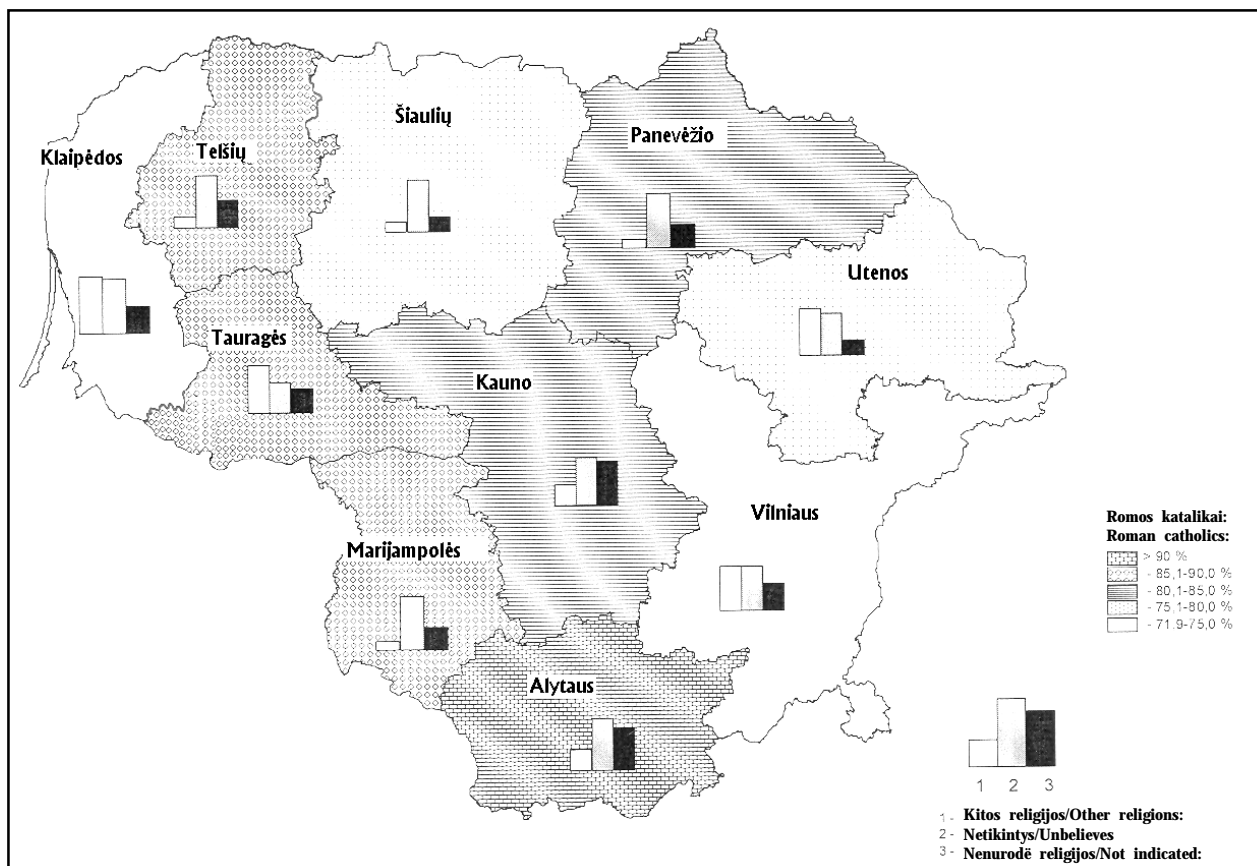 Šiaulių
Panevėžio
Klaipėdos
Telšių
Utenos
Tauragės
Kauno
Vilniaus
Marijampolės
Alytaus
Romos katalikai:
Roman catholics:
> 90 %
- 85,1-90,0 %
- 80,1-85,0 %
- 75,1-80,0 %
- 71,9-75,0 %
1 2 3
1 - Kitos religijos/Other religions:
2 - Netikintys/Unbelieves
3 - Nenurodė religijos/Not indicated: